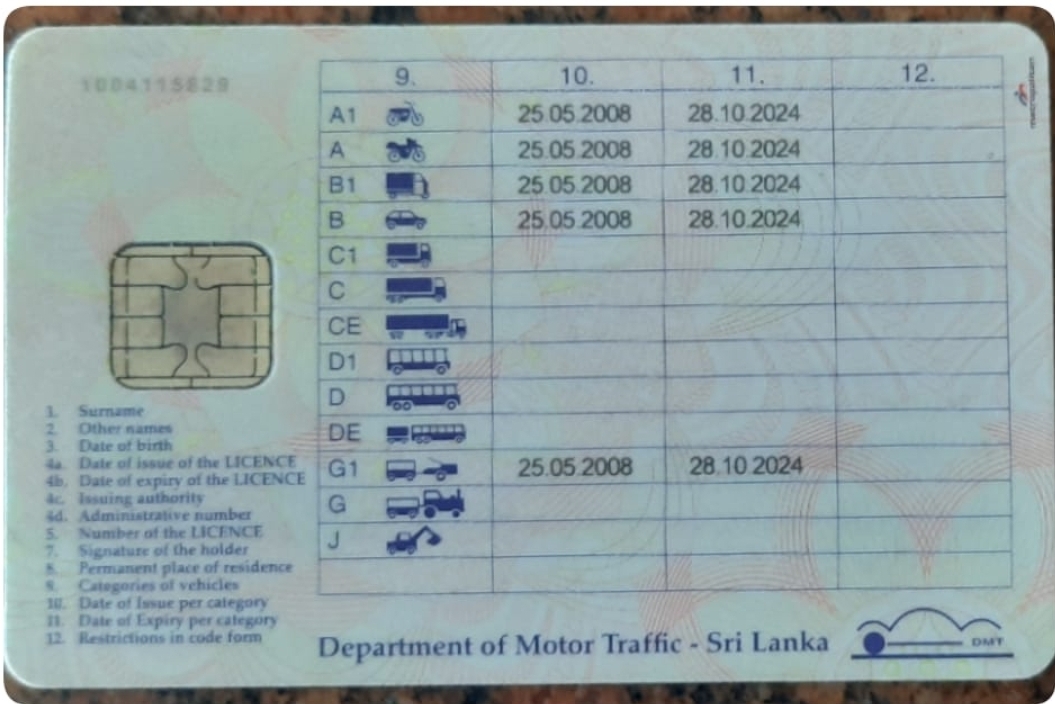 1004115829
9. 10. 11. 12.
A1 25.05.2008 28.10.2024
A 25.05.2008 28.10.2024
B1 25.05.2008 28.10.2024
B 25.05.2008 28.10.2024
C1
C
CE
D1
D
DE
G1 25.05.2008 28.10.2024
G
J
1. Surname
2. Other names
3. Date of birth
4a. Date of issue of the LICENCE
4b. Date of expiry of the LICENCE
4c. Issuing authority
4d. Administrative number
5. Number of the LICENCE
7. Signature of the holder
8. Permanent place of residence
9. Categories of vehicles
10. Date of Issue per category
11. Date of Expiry per category
12. Restrictions in code form
Department of Motor Traffic - Sri Lanka
DMT